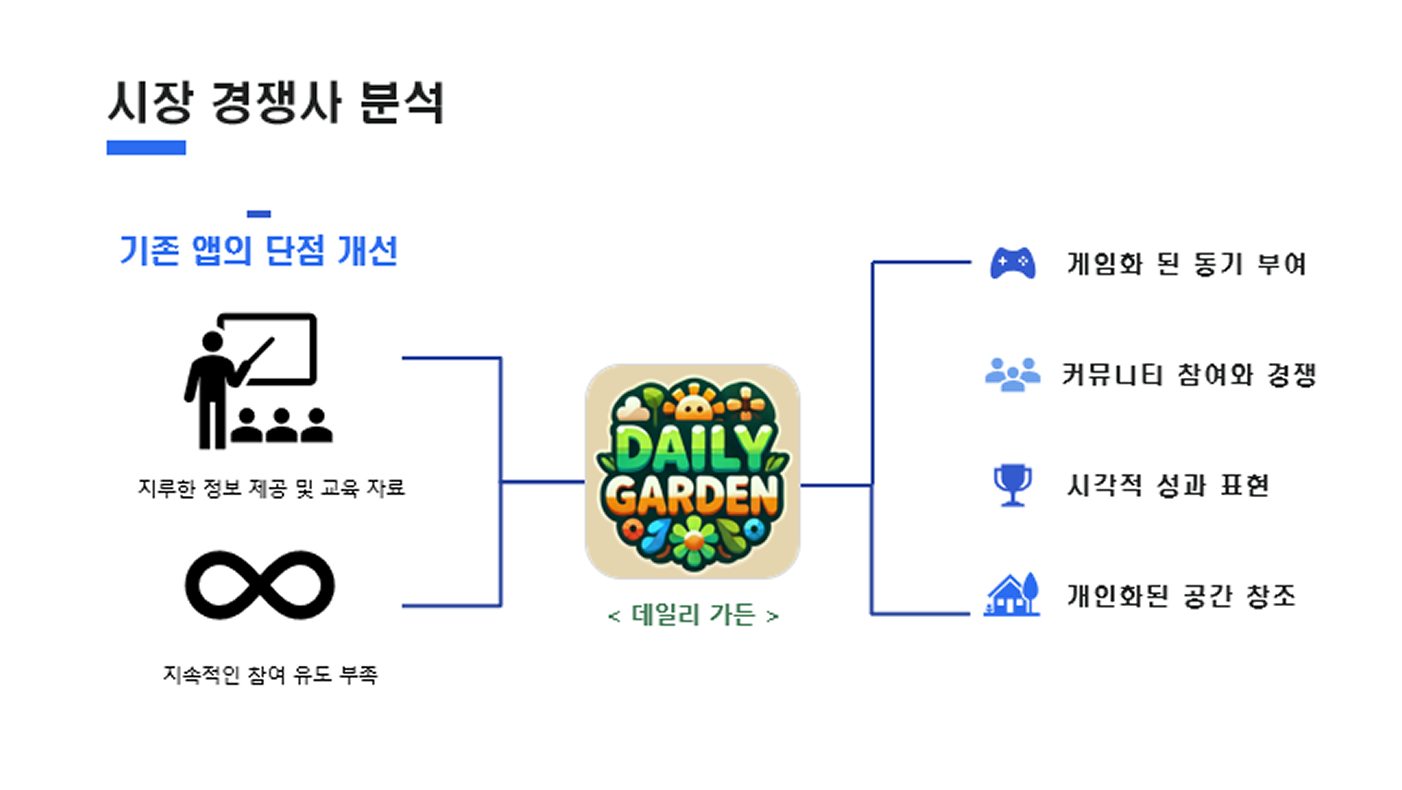 시장 경쟁사 분석
기존 앱의 단점 개선
지루한 정보 제공 및 교육 자료
지속적인 참여 유도 부족
DAILY
GARDEN
< 데일리 가든 >
게임화 된 동기 부여
커뮤니티 참여와 경쟁
시각적 성과 표현
개인화된 공간 창조